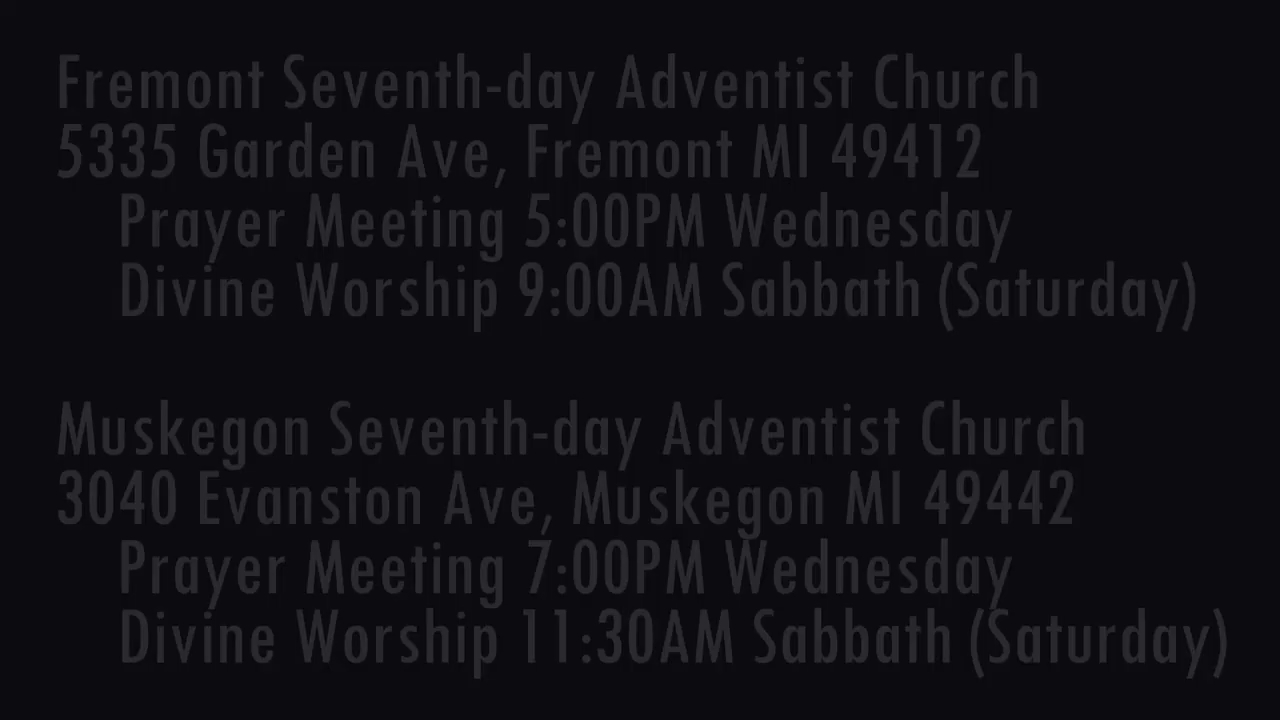 Fremont Seventh-day Adventist Church
5335 Garden Ave, Fremont MI 49412
Prayer Meeting 5:00PM Wednesday
Divine Worship 9:00AM Sabbath (Saturday)
Muskegon Seventh-day Adventist Church
3040 Evanston Ave, Muskegon MI 49442
Prayer Meeting 7:00PM Wednesday
Divine Worship 11:30AM Sabbath (Saturday)